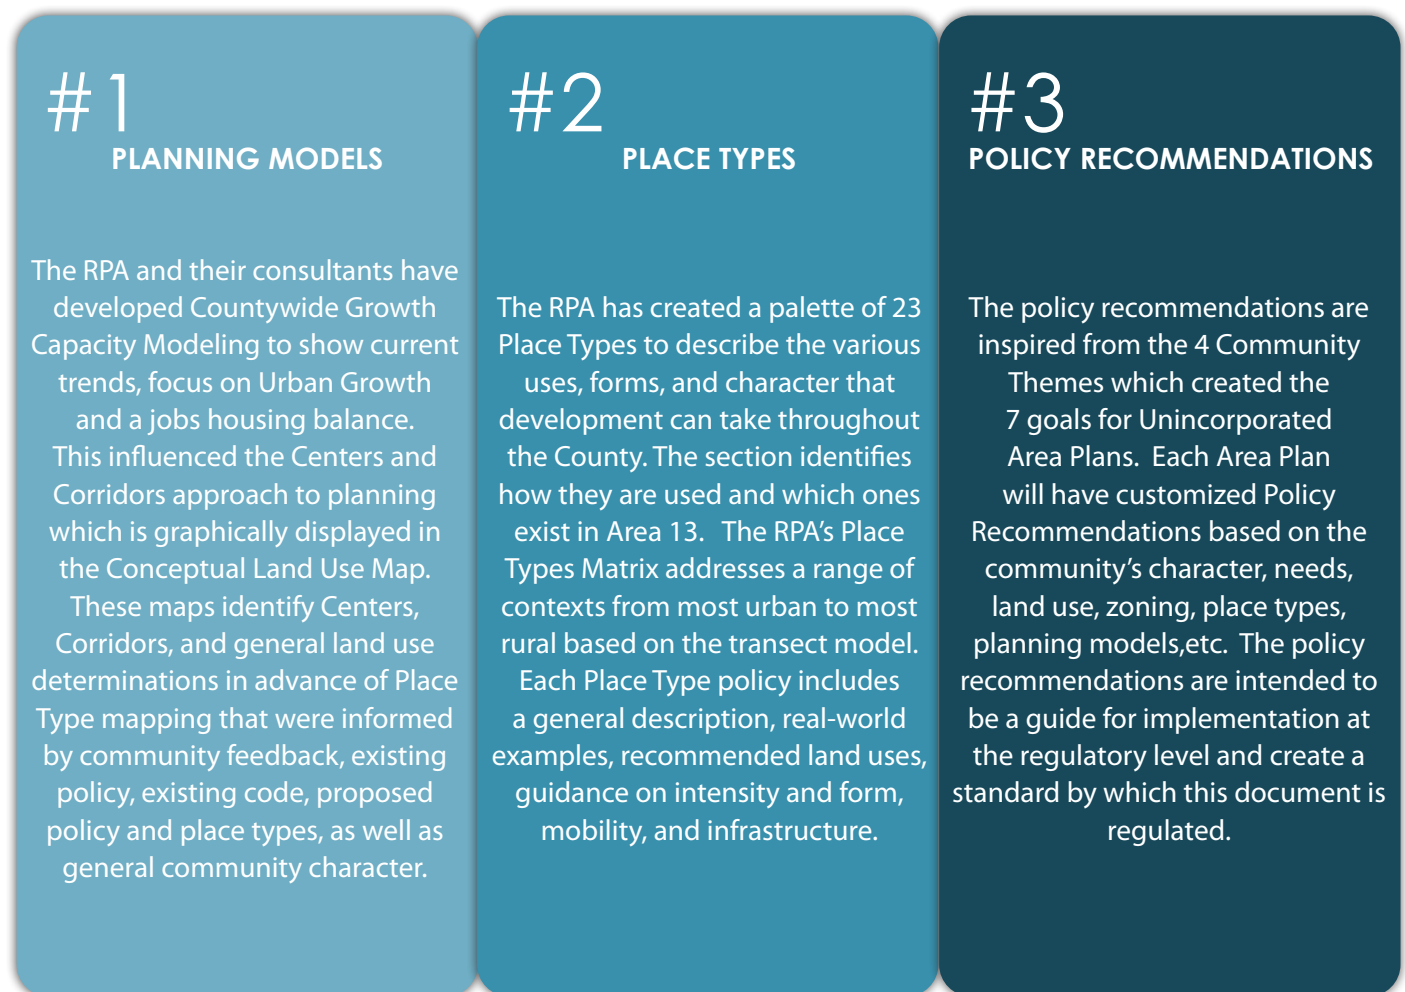 #1
PLANNING MODELS
The RPA and their consultants have
developed Countywide Growth
Capacity Modeling to show current
trends, focus on Urban Growth
and a jobs housing balance.
This influenced the Centers and
Corridors approach to planning
which is graphically displayed in
the Conceptual Land Use Map.
These maps identify Centers,
Corridors, and general land use
determinations in advance of Place
Type mapping that were informed
by community feedback, existing
policy, existing code, proposed
policy and place types, as well as
general community character.
#2
PLACE TYPES
The RPA has created a palette of 23
Place Types to describe the various
uses, forms, and character that
development can take throughout
the County. The section identifies
how they are used and which ones
exist in Area 13.  The RPA's Place
Types Matrix addresses a range of
contexts from most urban to most
rural based on the transect model.
Each Place Type policy includes
a general description, real-world
examples, recommended land uses,
guidance on intensity and form,
mobility, and infrastructure.
#3
POLICY RECOMMENDATIONS
The policy recommendations are
inspired from the 4 Community
Themes which created the
7 goals for Unincorporated
Area Plans.  Each Area Plan
will have customized Policy
Recommendations based on the
community's character, needs,
land use, zoning, place types,
planning models,etc.  The policy
recommendations are intended to
be a guide for implementation at
the regulatory level and create a
standard by which this document is
regulated.